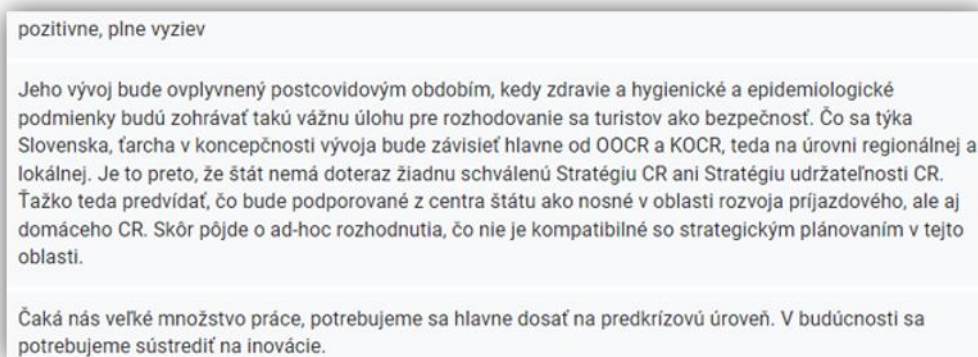 pozitivne, plne vyziev
Jeho vývoj bude ovplyvnený postcovidovým obdobím, kedy zdravie a hygienické a epidemiologické
podmienky budú zohrávať takú vážnu úlohu pre rozhodovanie sa turistov ako bezpečnosť. Čo sa týka
Slovenska, ťarcha v koncepčnosti vývoja bude závisieť hlavne od OOCR a KOCR, teda na úrovni regionálnej a
lokálnej. Je to preto, že štát nemá doteraz žiadnu schválenú Stratégiu CR ani Stratégiu udržateľnosti CR.
Ťažko teda predvídať, čo bude podporované z centra štátu ako nosné v oblasti rozvoja príjazdového, ale aj
domáceho CR. Skôr pôjde o ad-hoc rozhodnutia, čo nie je kompatibilné so strategickým plánovaním v tejto
oblasti.
Čaká nás veľké množstvo práce, potrebujeme sa hlavne dosať na predkrízovú úroveň. V budúcnosti sa
potrebujeme sústrediť na inovácie.